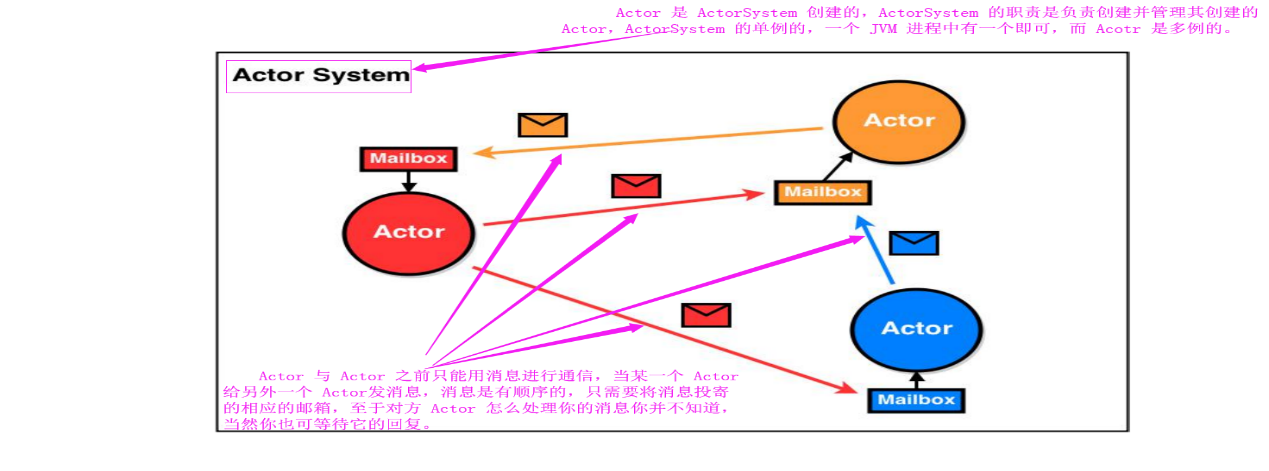 Actor 是 ActorSystem 创建的，ActorSystem 的职责是负责创建并管理其创建的
Actor，ActorSystem 的单例的，一个 JVM 进程中有一个即可，而 Acotr 是多例的。
Actor System
Actor
Mailbox
Mailbox
Actor
Actor
Mailbox
Actor 与 Actor 之前只能用消息进行通信，当某一个 Actor
给另外一个 Actor发消息，消息是有顺序的，只需要将消息投寄
的相应的邮箱，至于对方 Actor 怎么处理你的消息你并不知道，
当然你也可等待它的回复。